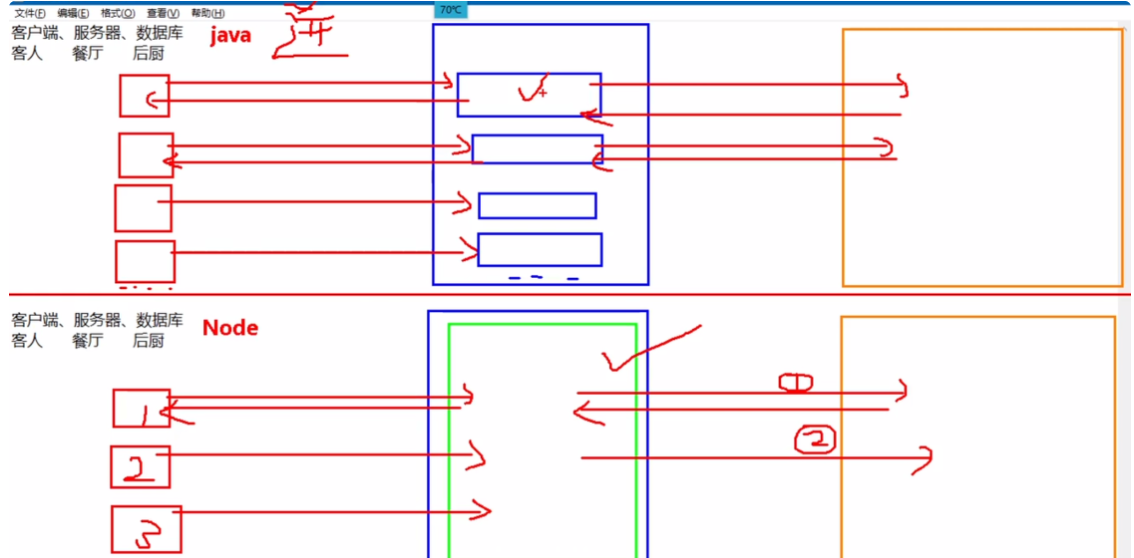 文件(F) 编辑(E) 格式(O) 查看(V) 帮助(H)
70℃
客户端、服务器、数据库
客人 餐厅 后厨
java
客户端、服务器、数据库
客人 餐厅 后厨
Node
1
1
2
2
3